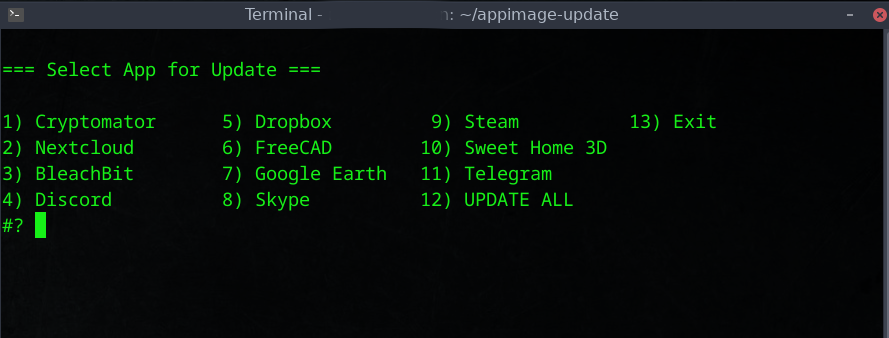 Terminal - : ~/appimage-update
=== Select App for Update ===
1) Cryptomator 5) Dropbox 9) Steam 13) Exit
2) Nextcloud 6) FreeCAD 10) Sweet Home 3D
3) BleachBit 7) Google Earth 11) Telegram
4) Discord 8) Skype 12) UPDATE ALL
#?